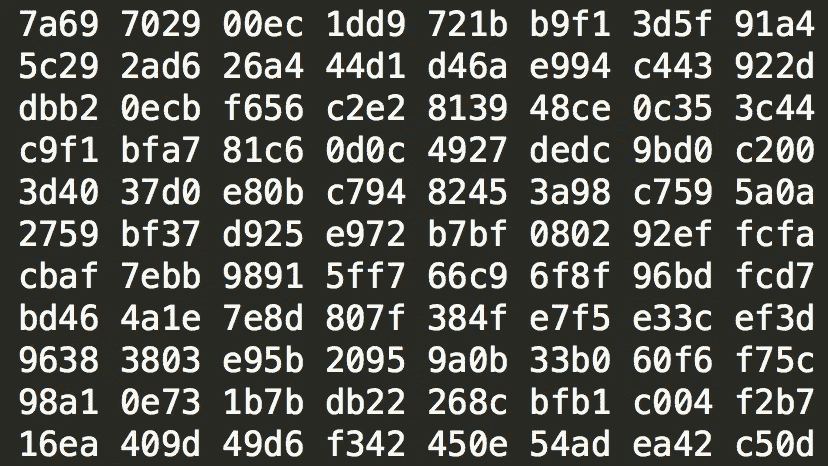 7a69 7029 00ec 1dd9 721b b9f1 3d5f 91a4
5c29 2ad6 26a4 44d1 d46a e994 c443 922d
dbb2 0ecb f656 c2e2 8139 48ce 0c35 3c44
c9f1 bfa7 81c6 0d0c 4927 dedc 9bd0 c200
3d40 37d0 e80b c794 8245 3a98 c759 5a0a
2759 bf37 d925 e972 b7bf 0802 92ef fcfa
cbaf 7ebb 9891 5ff7 66c9 6f8f 96bd fcd7
bd46 4a1e 7e8d 807f 384f e7f5 e33c ef3d
9638 3803 e95b 2095 9a0b 33b0 60f6 f75c
98a1 0e73 1b7b db22 268c bfb1 c004 f2b7
16ea 409d 49d6 f342 450e 54ad ea42 c50d